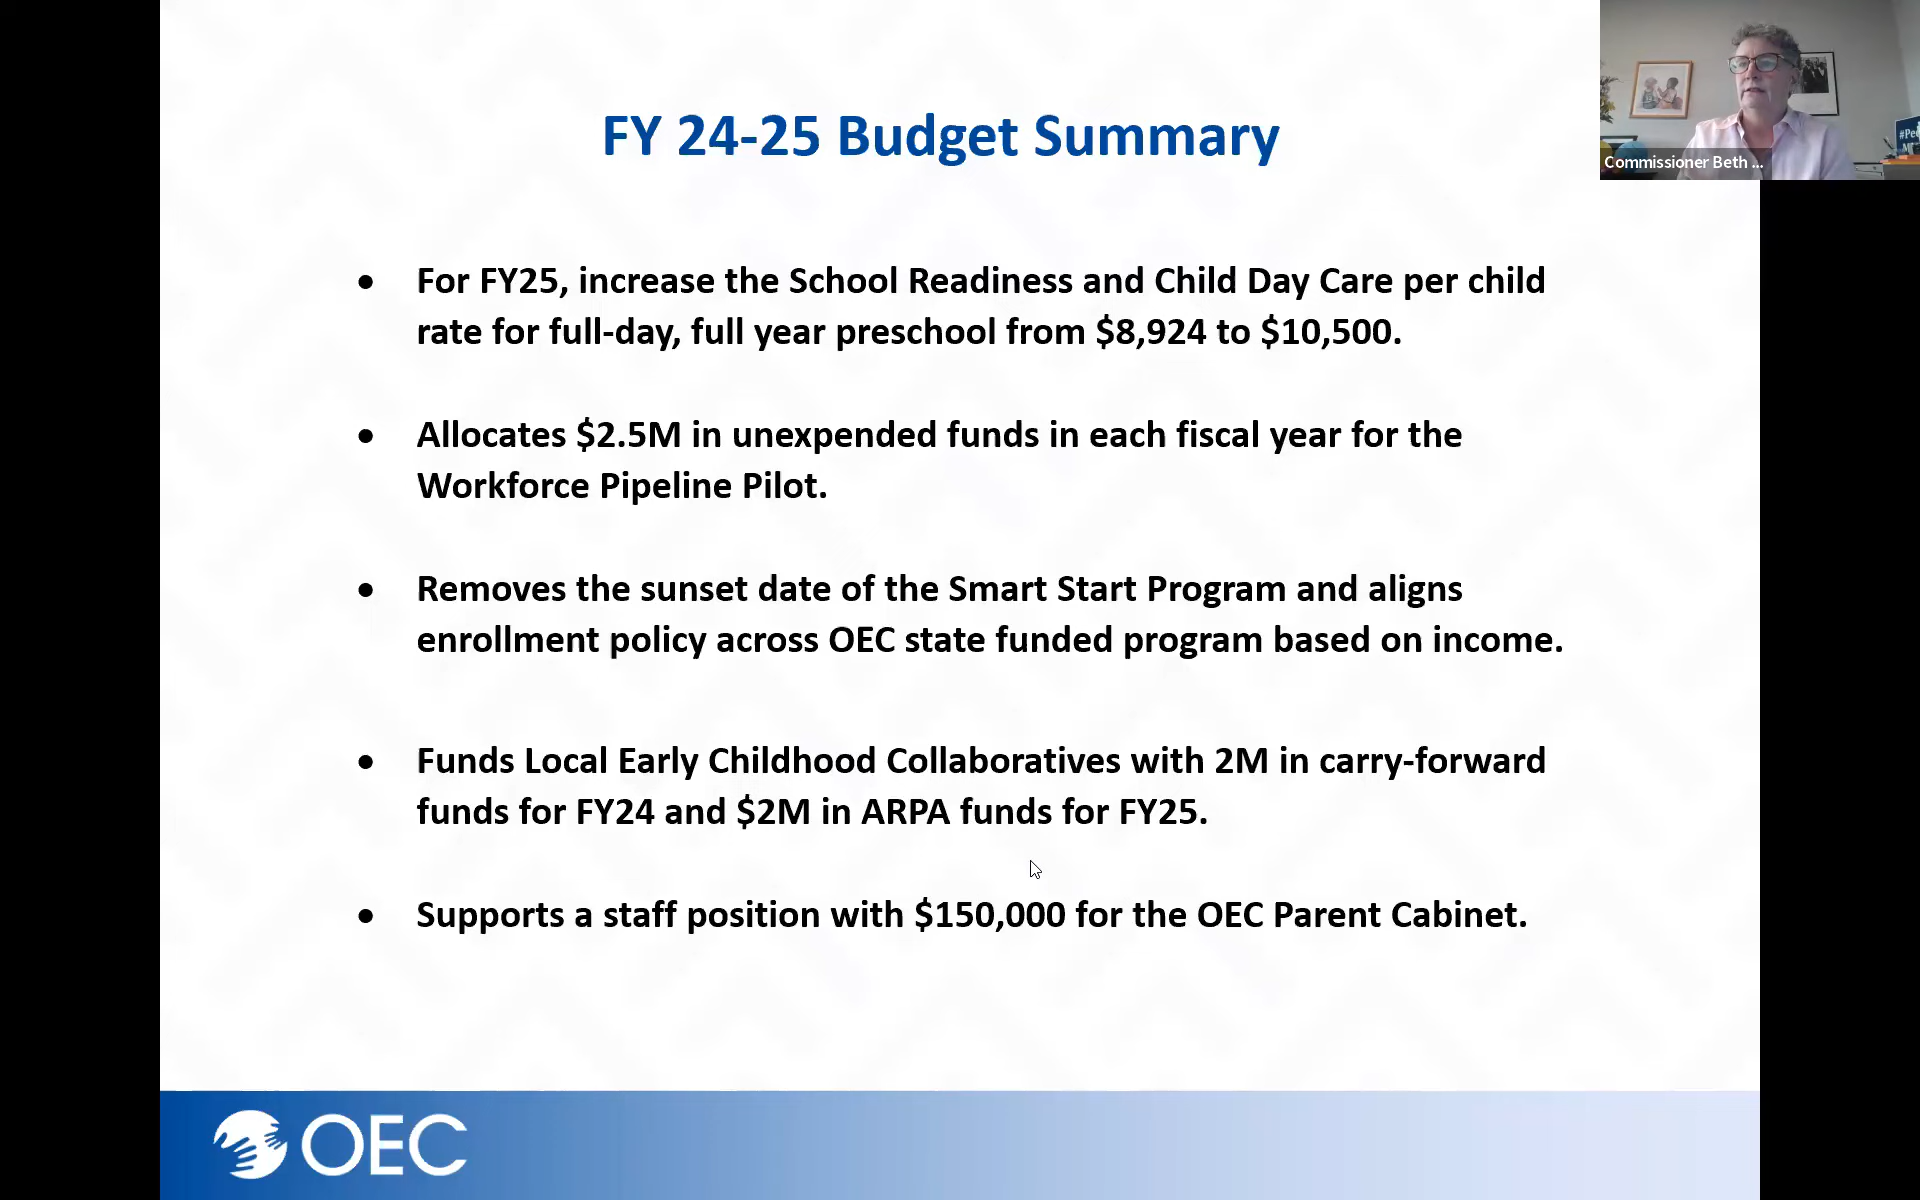 FY 24-25 Budget Summary
Commissioner Beth ...
• For FY25, increase the School Readiness and Child Day Care per child
rate for full-day, full year preschool from $8,924 to $10,500.
• Allocates $2.5M in unexpended funds in each fiscal year for the
Workforce Pipeline Pilot.
• Removes the sunset date of the Smart Start Program and aligns
enrollment policy across OEC state funded program based on income.
• Funds Local Early Childhood Collaboratives with 2M in carry-forward
funds for FY24 and $2M in ARPA funds for FY25.
• Supports a staff position with $150,000 for the OEC Parent Cabinet.
OEC